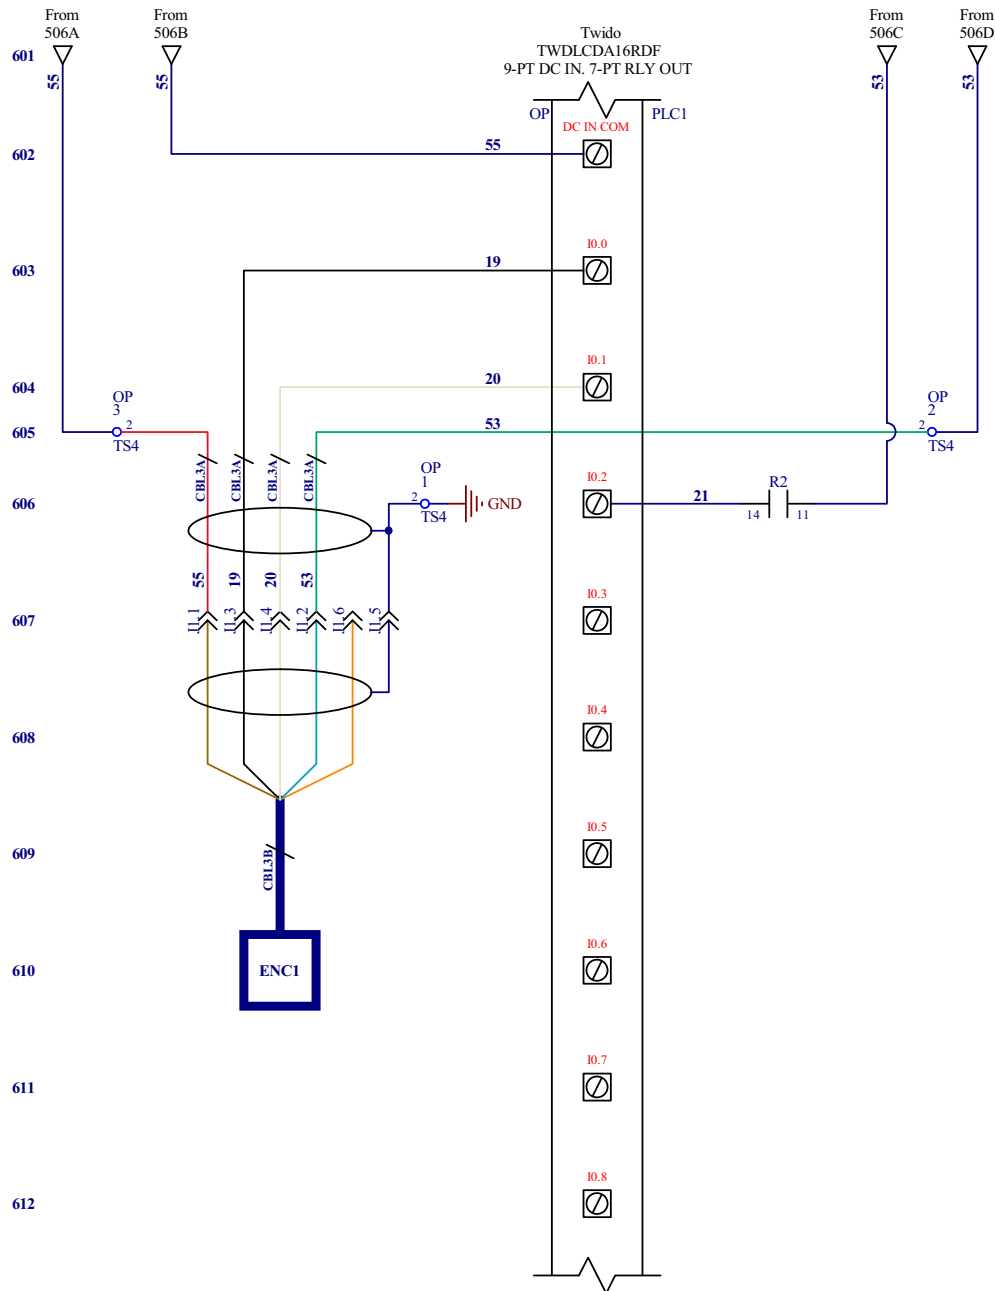 From
506A
From
506B
Twido
TWDLCDA16RDF
9-PT DC IN. 7-PT RLY OUT
From
506C
From
506D
601
55
55
53
53
OP
PLC1
DC IN COM
602
55
I0.0
603
19
I0.1
604
20
OP
3
2
TS4
605
53
OP
2
2
TS4
CBL3A
CBL3A
CBL3A
CBL3A
OP
1
2
TS4
GND
606
I0.2
21
R2
14
11
55
19
20
53
607
J1.1
J1.3
J1.4
J1.2
J1.6
J1.5
I0.3
608
I0.4
609
CBL3B
I0.5
610
ENC1
I0.6
611
I0.7
612
I0.8